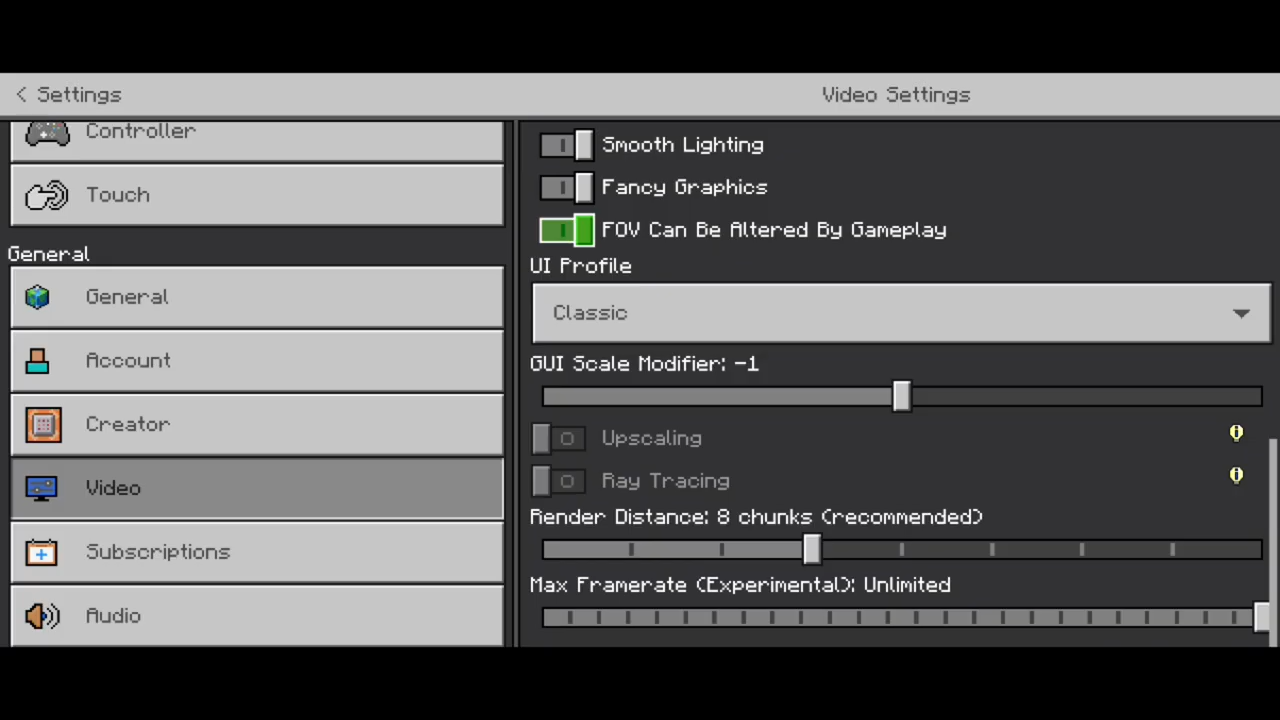 Settings
Video Settings
Controller
Touch
General
General
Account
Creator
Video
Subscriptions
Audio
Smooth Lighting
Fancy Graphics
FOV Can Be Altered By Gameplay
UI Profile
Classic
GUI Scale Modifier: -1
Upscaling
Ray Tracing
Render Distance: 8 chunks (recommended)
Max Framerate (Experimental): Unlimited